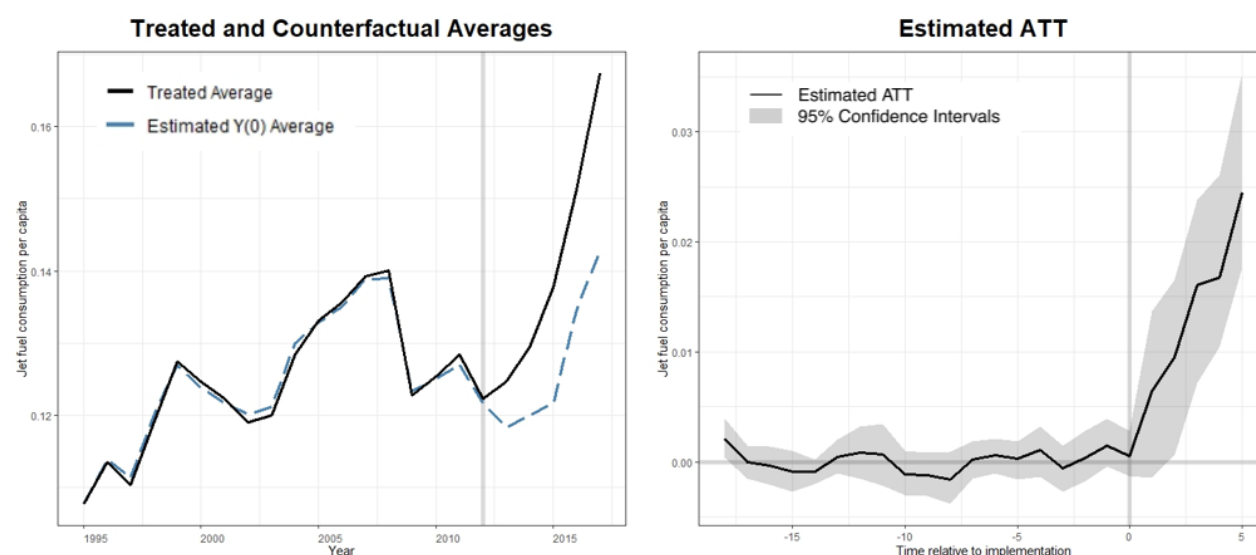 Treated and Counterfactual Averages
Treated Average
Estimated Y(0) Average
Jet fuel consumption per capita
0.16
0.14
0.12
1995 2000 2005 2010 2015
Year
Estimated ATT
Estimated ATT
95% Confidence Intervals
Jet fuel consumption per capita
0.03
0.02
0.01
0.00
-15 -10 -5 0 5
Time relative to implementation